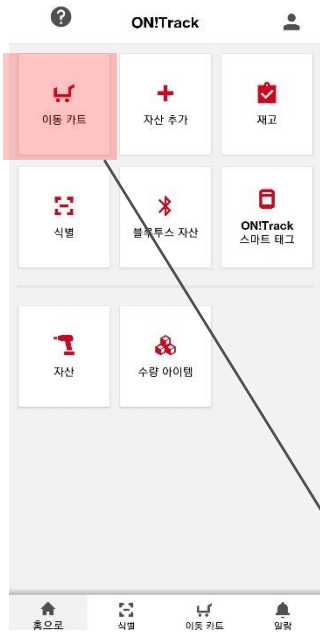 ON!Track
이동 카트
자산 추가
재고
식별
블루투스 자산
ON!Track
스마트 태그
자산
수량 아이템
홈으로
식별
이동 카트
알람